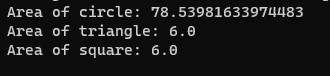 Area of circle: 78.53981633974483
Area of triangle: 6.0
Area of square: 6.0